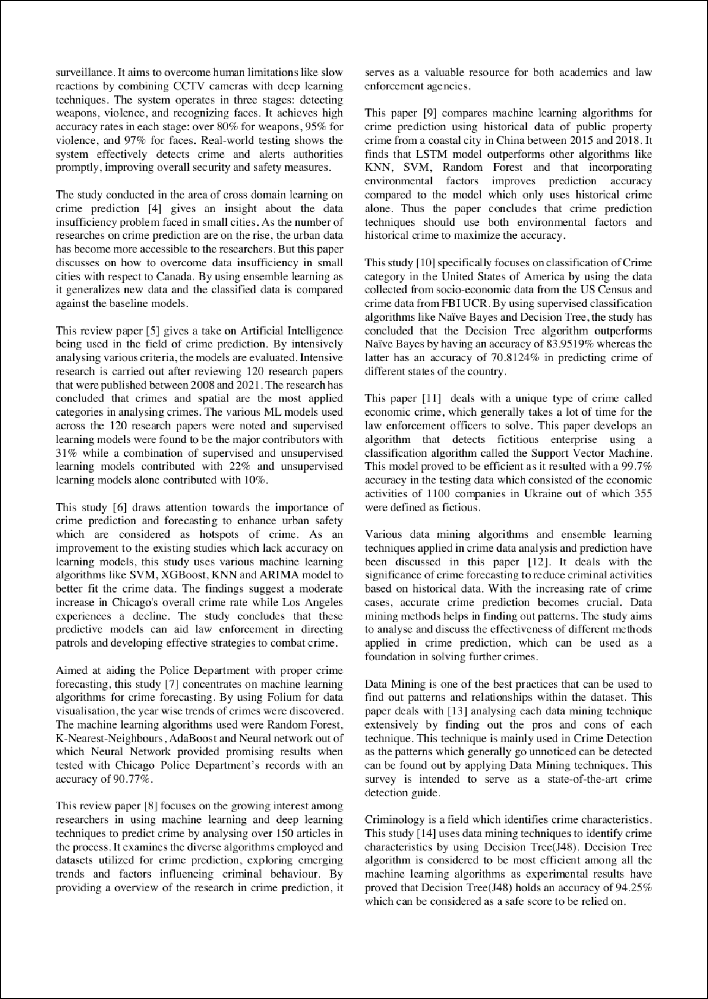 surveillance. It aims to overcome human limitations like slow
reactions by combining CCTV cameras with deep learning
techniques. The system operates in three stages: detecting
weapons, violence, and recognizing faces. It achieves high
accuracy rates in each stage: over 80% for weapons, 95% for
violence, and 97% for faces. Real-world testing shows the
system effectively detects crime and alerts authorities
promptly, improving overall security and safety measures.

The study conducted in the area of cross domain learning on
crime prediction [4] gives an insight about the data
insufficiency problem faced in small cities. As the number of
researches on crime prediction are on the rise, the urban data
has become more accessible to the researchers. But this paper
discusses on how to overcome data insufficiency in small
cities with respect to Canada. By using ensemble learning as
it generalizes new data and the classified data is compared
against the baseline models.

This review paper [5] gives a take on Artificial Intelligence
being used in the field of crime prediction. By intensively
analysing various criteria, the models are evaluated. Intensive
research is carried out after reviewing 120 research papers
that were published between 2008 and 2021. The research has
concluded that crimes and spatial are the most applied
categories in analysing crimes. The various ML models used
across the 120 research papers were noted and supervised
learning models were found to be the major contributors with
31% while a combination of supervised and unsupervised
learning models contributed with 22% and unsupervised
learning models alone contributed with 10%.

This study [6] draws attention towards the importance of
crime prediction and forecasting to enhance urban safety
which are considered as hotspots of crime. As an
improvement to the existing studies which lack accuracy on
learning models, this study uses various machine learning
algorithms like SVM, XGBoost, KNN and ARIMA model to
better fit the crime data. The findings suggest a moderate
increase in Chicago's overall crime rate while Los Angeles
experiences a decline. The study concludes that these
predictive models can aid law enforcement in directing
patrols and developing effective strategies to combat crime.

Aimed at aiding the Police Department with proper crime
forecasting, this study [7] concentrates on machine learning
algorithms for crime forecasting. By using Folium for data
visualisation, the year wise trends of crimes were discovered.
The machine learning algorithms used were Random Forest,
K-Nearest-Neighbours, AdaBoost and Neural network out of
which Neural Network provided promising results when
tested with Chicago Police Department’s records with an
accuracy of 90.77%.

This review paper [8] focuses on the growing interest among
researchers in using machine learning and deep learning
techniques to predict crime by analysing over 150 articles in
the process. It examines the diverse algorithms employed and
datasets utilized for crime prediction, exploring emerging
trends and factors influencing criminal behaviour. By
providing a overview of the research in crime prediction, it
serves as a valuable resource for both academics and law
enforcement agencies.

This paper [9] compares machine learning algorithms for
crime prediction using historical data of public property
crime from a coastal city in China between 2015 and 2018. It
finds that LSTM model outperforms other algorithms like
KNN, SVM, Random Forest and that incorporating
environmental factors improves prediction accuracy
compared to the model which only uses historical crime
alone. Thus the paper concludes that crime prediction
techniques should use both environmental factors and
historical crime to maximize the accuracy.

This study [10] specifically focuses on classification of Crime
category in the United States of America by using the data
collected from socio-economic data from the US Census and
crime data from FBI UCR. By using supervised classification
algorithms like Naïve Bayes and Decision Tree, the study has
concluded that the Decision Tree algorithm outperforms
Naïve Bayes by having an accuracy of 83.9519% whereas the
latter has an accuracy of 70.8124% in predicting crime of
different states of the country.

This paper [11] deals with a unique type of crime called
economic crime, which generally takes a lot of time for the
law enforcement officers to solve. This paper develops an
algorithm that detects fictitious enterprise using a
classification algorithm called the Support Vector Machine.
This model proved to be efficient as it resulted with a 99.7%
accuracy in the testing data which consisted of the economic
activities of 1100 companies in Ukraine out of which 355
were defined as fictious.

Various data mining algorithms and ensemble learning
techniques applied in crime data analysis and prediction have
been discussed in this paper [12]. It deals with the
significance of crime forecasting to reduce criminal activities
based on historical data. With the increasing rate of crime
cases, accurate crime prediction becomes crucial. Data
mining methods helps in finding out patterns. The study aims
to analyse and discuss the effectiveness of different methods
applied in crime prediction, which can be used as a
foundation in solving further crimes.

Data Mining is one of the best practices that can be used to
find out patterns and relationships within the dataset. This
paper deals with [13] analysing each data mining technique
extensively by finding out the pros and cons of each
technique. This technique is mainly used in Crime Detection
as the patterns which generally go unnoticed can be detected
can be found out by applying Data Mining techniques. This
survey is intended to serve as a state-of-the-art crime
detection guide.

Criminology is a field which identifies crime characteristics.
This study [14] uses data mining techniques to identify crime
characteristics by using Decision Tree(J48). Decision Tree
algorithm is considered to be most efficient among all the
machine learning algorithms as experimental results have
proved that Decision Tree(J48) holds an accuracy of 94.25%
which can be considered as a safe score to be relied on.